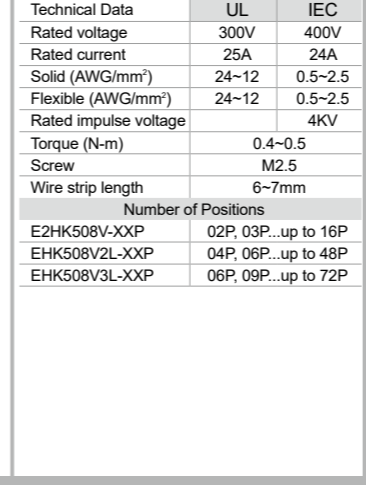 Technical Data UL IEC
Rated voltage 300V 400V
Rated current 25A 24A
Solid (AWG/mm²) 24~12 0.5~2.5
Flexible (AWG/mm²) 24~12 0.5~2.5
Rated impulse voltage 4KV
Torque (N-m) 0.4~0.5
Screw M2.5
Wire strip length 6~7mm
Number of Positions
E2HK508V-XXP 02P, 03P...up to 16P
EHK508V2L-XXP 04P, 06P...up to 48P
EHK508V3L-XXP 06P, 09P...up to 72P